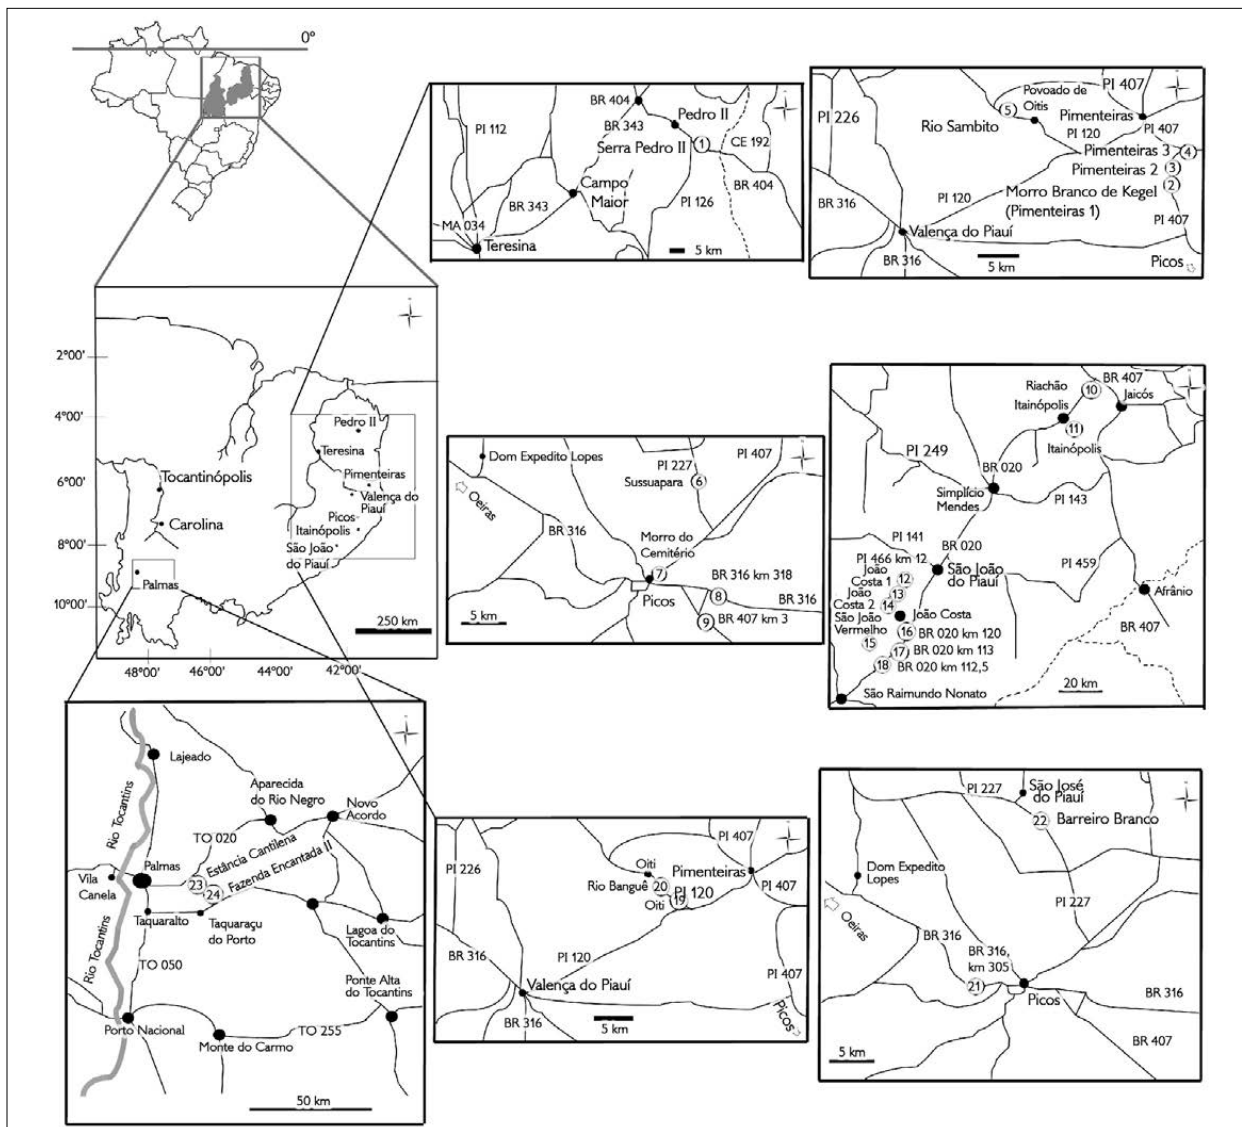 0°
BR 404
Pedro II
PI 112
BR 343
Serra Pedro II
1
CE 192
Campo
Maior
BR 343
PI 126
BR 404
MA 034
Teresina
5 km
PI 407
Povoado de
Oitis
5
Pimenteiras
PI 226
Rio Sambito
PI 120
PI 407
Pimenteiras 3
4
Pimenteiras 2
3
2
PI 120
Morro Branco de Kegel
(Pimenteiras 1)
BR 316
PI 407
Valença do Piauí
BR 316
5 km
Picos
2°00'
4°00'
6°00'
8°00'
10°00'
Pedro II
Teresina
Tocantinópolis
Pimenteiras
Valença do
Piauí
Carolina
Picos
Itainópolis
São João
do Piauí
Palmas
250 km
48°00'
46°00'
44°00'
42°00'
Dom Expedito Lopes
PI 407
PI 227
Sussuapara
6
Oeiras
BR 316
Morro do
Cemitério
7
BR 316 km 318
Picos
8
BR 316
9
BR 407 km 3
5 km
Riachão
10
BR 407
Itainópolis
Jaicós
11
Itainópolis
PI 249
BR 020
Simplício
Mendes
PI 143
PI 141
BR 020
PI 466 km 12
São João
do Piauí
PI 459
João
Costa 1
12
João
13
Costa 2
14
Afrânio
São João
Vermelho
João Costa
15
16
BR 020 km 120
BR 407
17
BR 020 km 113
18
BR 020 km 112,5
20 km
São Raimundo Nonato
Lajeado
Rio Tocantins
Aparecida
do Rio Negro
Novo
Acordo
TO 020
Estância Cantilena
Palmas
Fazenda Encantada II
Vila
Canela
23
24
Taquaralto
Taquaraçu
do Porto
Lagoa do
Tocantins
Rio Tocantins
TO 050
Ponte Alta
do Tocantins
Porto Nacional
TO 255
Monte do Carmo
50 km
PI 407
PI 226
Oiti
Pimenteiras
Rio Banguê
20
PI 120
PI 407
Oiti
19
BR 316
PI 120
PI 407
Valença do Piauí
BR 316
5 km
Picos
São José
do Piauí
PI 227
22
Barreiro Branco
Dom Expedito
Lopes
PI 227
Oeiras
BR 316
BR 316,
km 305
21
Picos
BR 316
BR 407
5 km